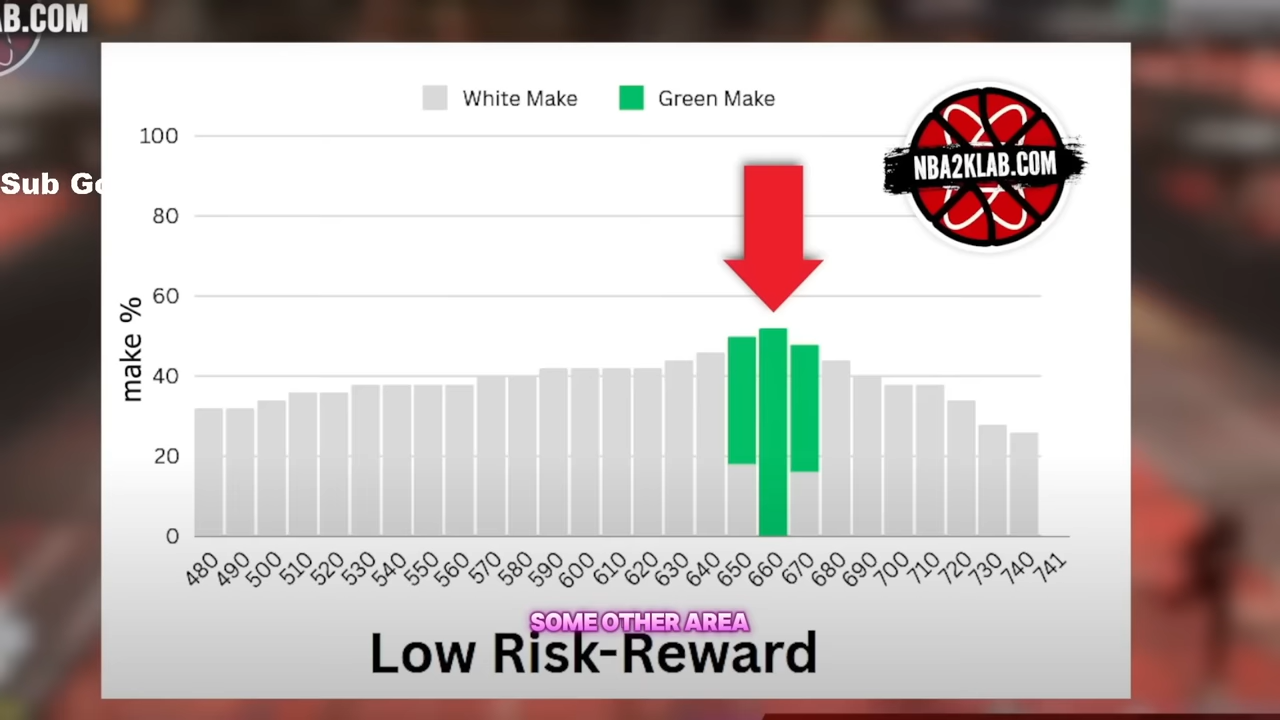 AB.COM
Sub Go
White Make
Green Make
NBA2KLAB.COM
make %
100
80
60
40
20
0
480 490 500 510 520 530 540 550 560 570 580 590 600 610 620 630 640 650 660 670 680 690 700 710 720 730 740 741
SOME OTHER AREA
Low Risk-Reward